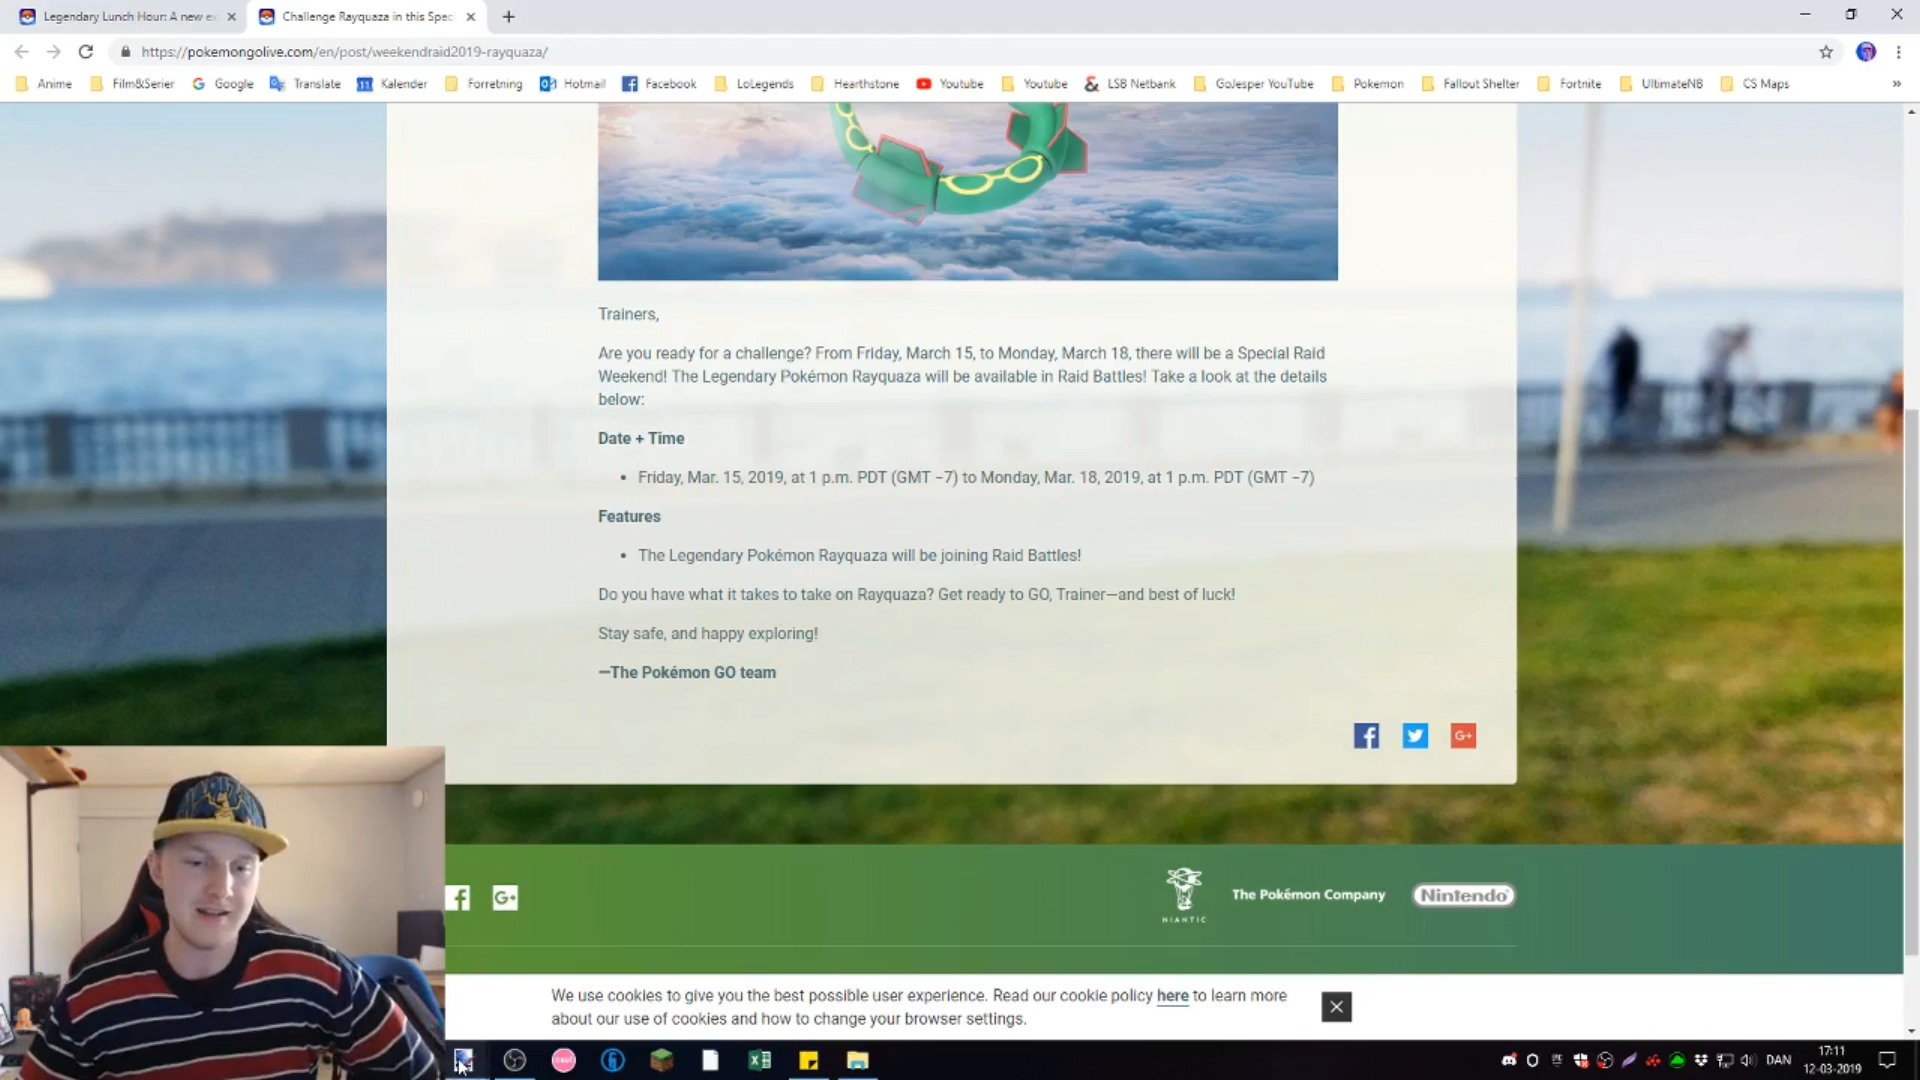 Legendary Lunch Hour: A new e
Challenge Rayquaza in this Spec
https://pokemongolive.com/en/post/weekendraid2019-rayquaza/
Anime
Film&Serier
Google
Translate
Kalender
Forretning
Hotmail
Facebook
LoLegends
Hearthstone
Youtube
Youtube
LSB Netbank
GoJesper YouTube
Pokemon
Fallout Shelter
Fortnite
UltimateNB
CS Maps
Trainers,
Are you ready for a challenge? From Friday, March 15, to Monday, March 18, there will be a Special Raid
Weekend! The Legendary Pokémon Rayquaza will be available in Raid Battles! Take a look at the details
below:
Date + Time
• Friday, Mar. 15, 2019, at 1 p.m. PDT (GMT −7) to Monday, Mar. 18, 2019, at 1 p.m. PDT (GMT −7)
Features
• The Legendary Pokémon Rayquaza will be joining Raid Battles!
Do you have what it takes to take on Rayquaza? Get ready to GO, Trainer—and best of luck!
Stay safe, and happy exploring!
—The Pokémon GO team
NIANTIC
The Pokémon Company
Nintendo
We use cookies to give you the best possible user experience. Read our cookie policy here to learn more
about our use of cookies and how to change your browser settings.
DAN
17:11
12-03-2019